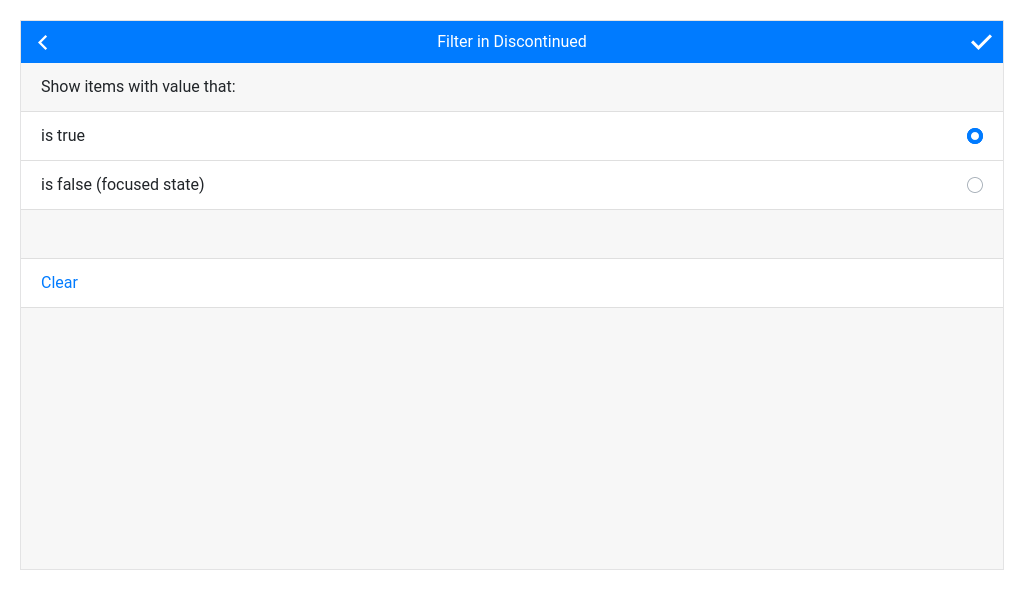 Filter in Discontinued
Show items with value that:
is true
is false (focused state)
Clear